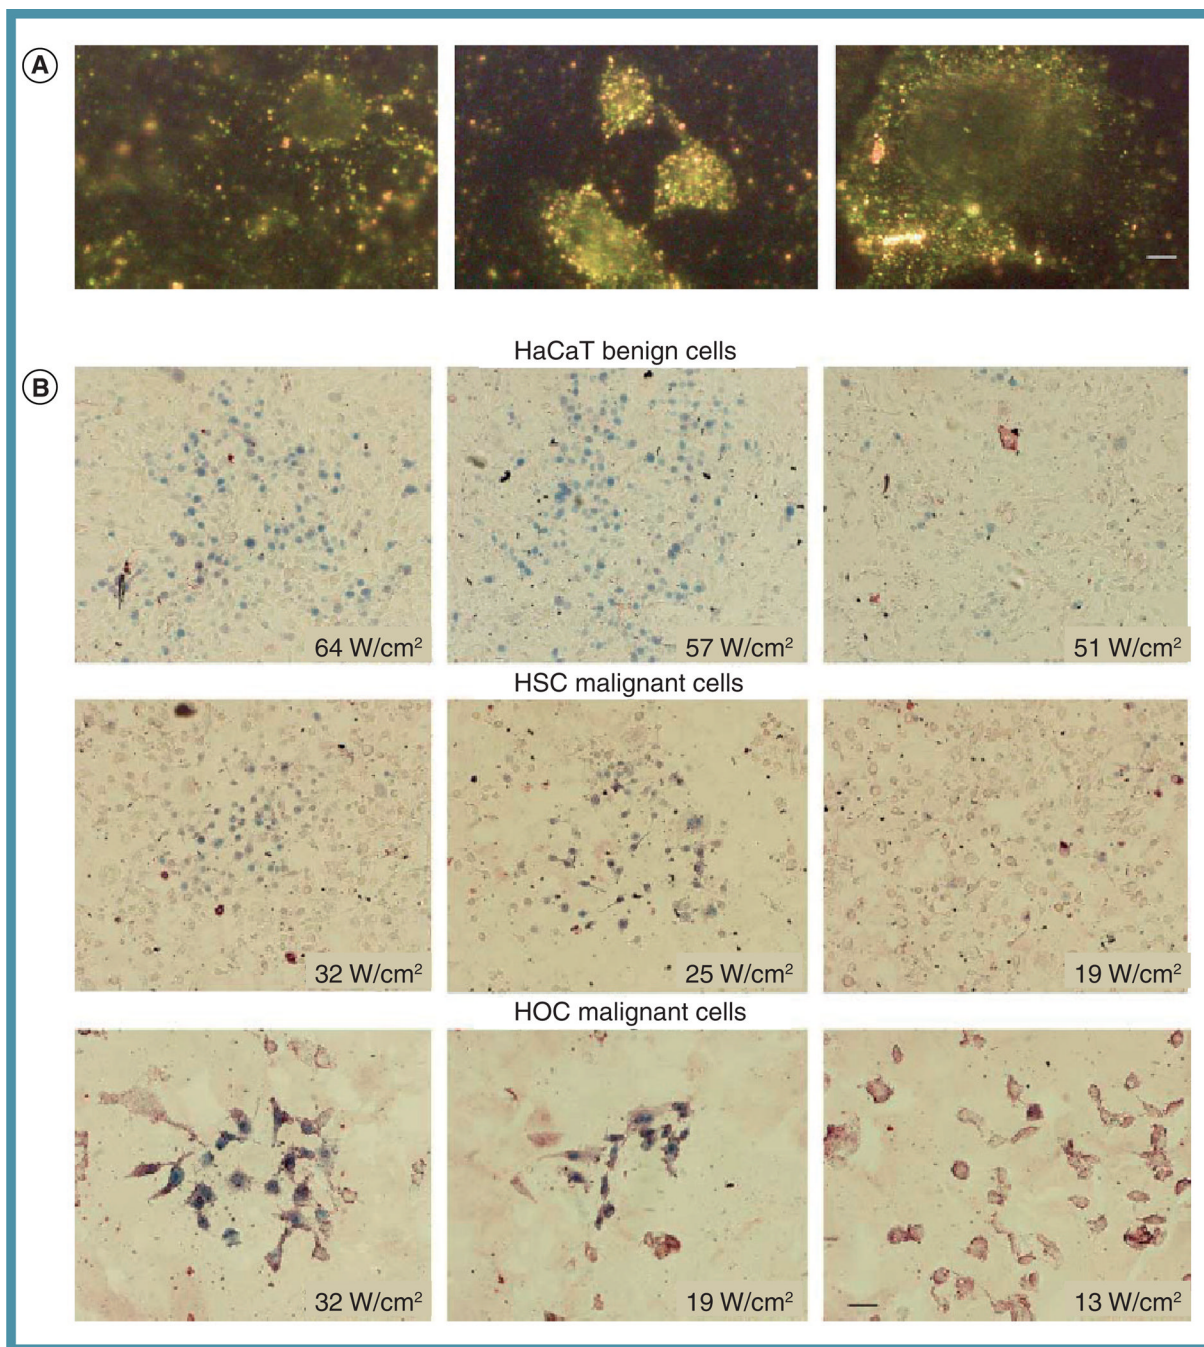 A
HaCaT benign cells
B
64 W/cm²
57 W/cm²
51 W/cm²
HSC malignant cells
32 W/cm²
25 W/cm²
19 W/cm²
HOC malignant cells
32 W/cm²
19 W/cm²
13 W/cm²